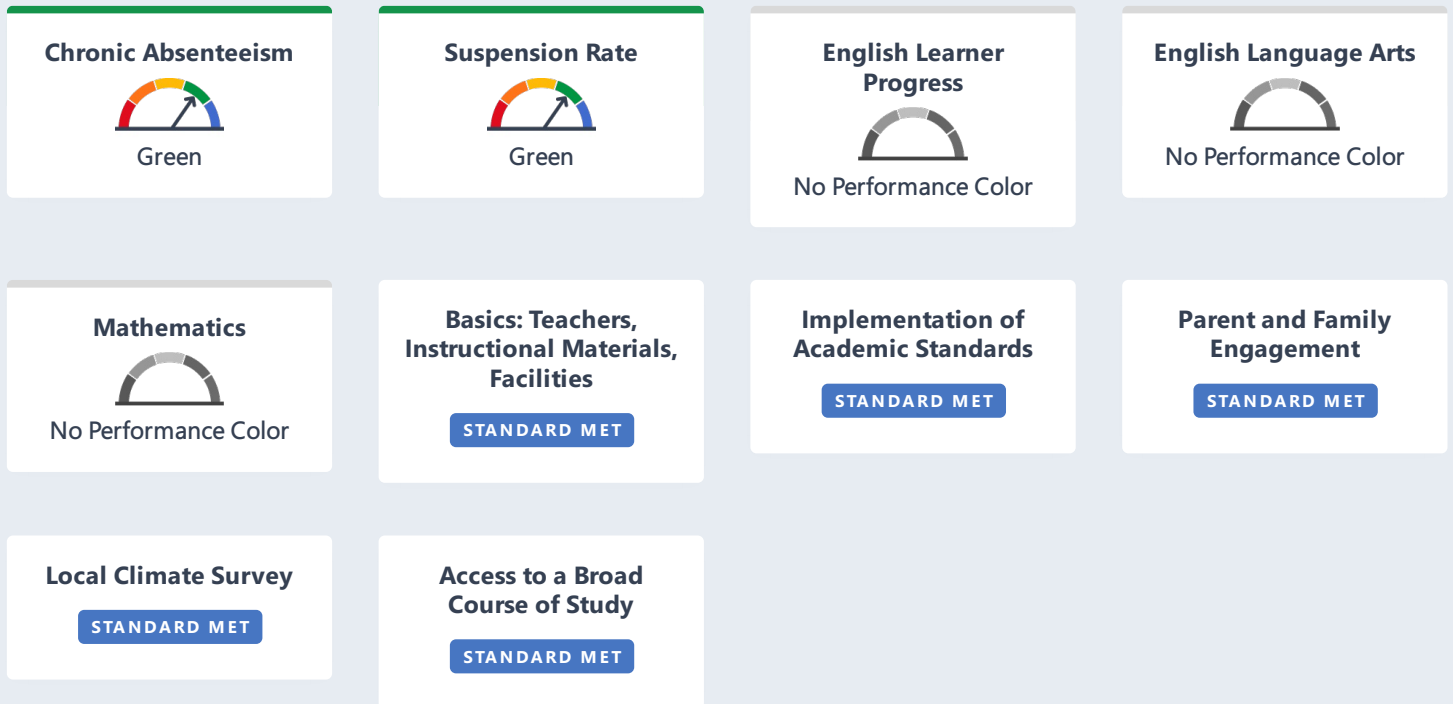 Chronic Absenteeism
Green
Suspension Rate
Green
English Learner
Progress
No Performance Color
English Language Arts
No Performance Color
Mathematics
No Performance Color
Basics: Teachers,
Instructional Materials,
Facilities
STANDARD MET
Implementation of
Academic Standards
STANDARD MET
Parent and Family
Engagement
STANDARD MET
Local Climate Survey
STANDARD MET
Access to a Broad
Course of Study
STANDARD MET